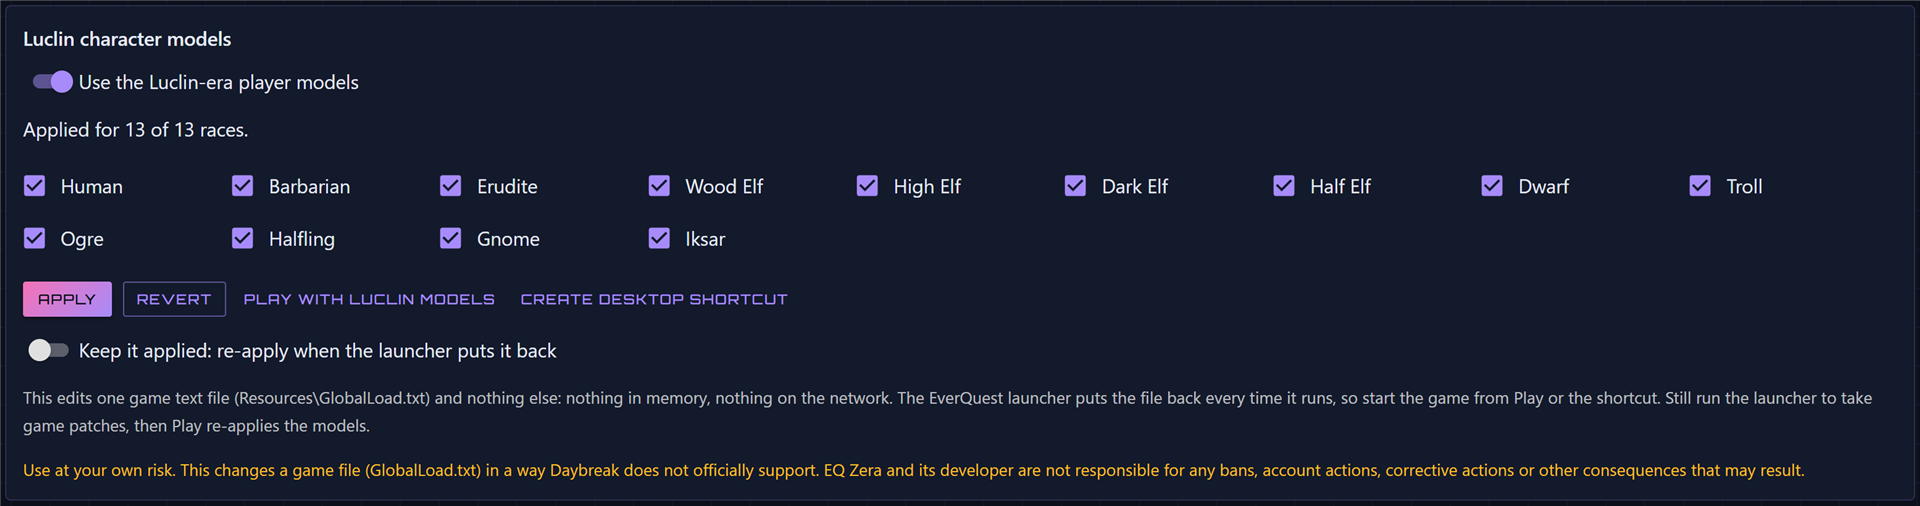 Luclin character models
Use the Luclin-era player models
Applied for 13 of 13 races.
Human Barbarian Erudite Wood Elf High Elf Dark Elf Half Elf Dwarf Troll
Ogre Halfling Gnome Iksar
APPLY REVERT PLAY WITH LUCLIN MODELS CREATE DESKTOP SHORTCUT
Keep it applied: re-apply when the launcher puts it back
This edits one game text file (Resources\GlobalLoad.txt) and nothing else: nothing in memory, nothing on the network. The EverQuest launcher puts the file back every time it runs, so start the game from Play or the shortcut. Still run the launcher to take
game patches, then Play re-applies the models.
Use at your own risk. This changes a game file (GlobalLoad.txt) in a way Daybreak does not officially support. EQ Zera and its developer are not responsible for any bans, account actions, corrective actions or other consequences that may result.